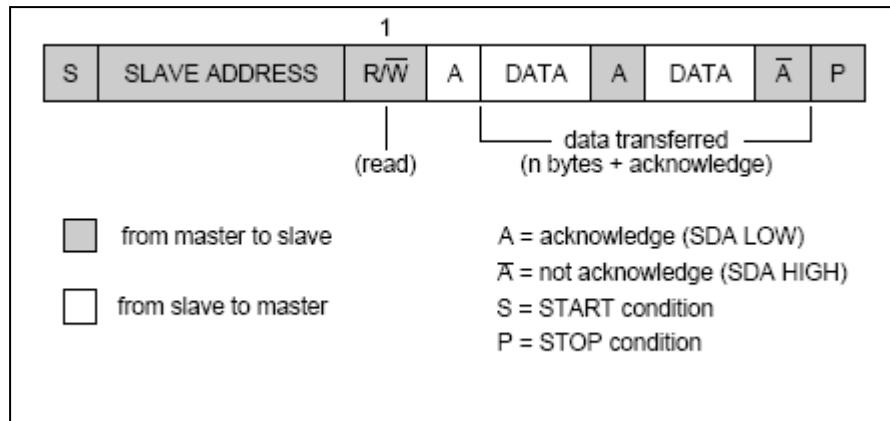 1
S SLAVE ADDRESS R/W̅ A DATA A DATA A̅ P
data transferred
(read) (n bytes + acknowledge)
from master to slave
from slave to master
A = acknowledge (SDA LOW)
A̅ = not acknowledge (SDA HIGH)
S = START condition
P = STOP condition